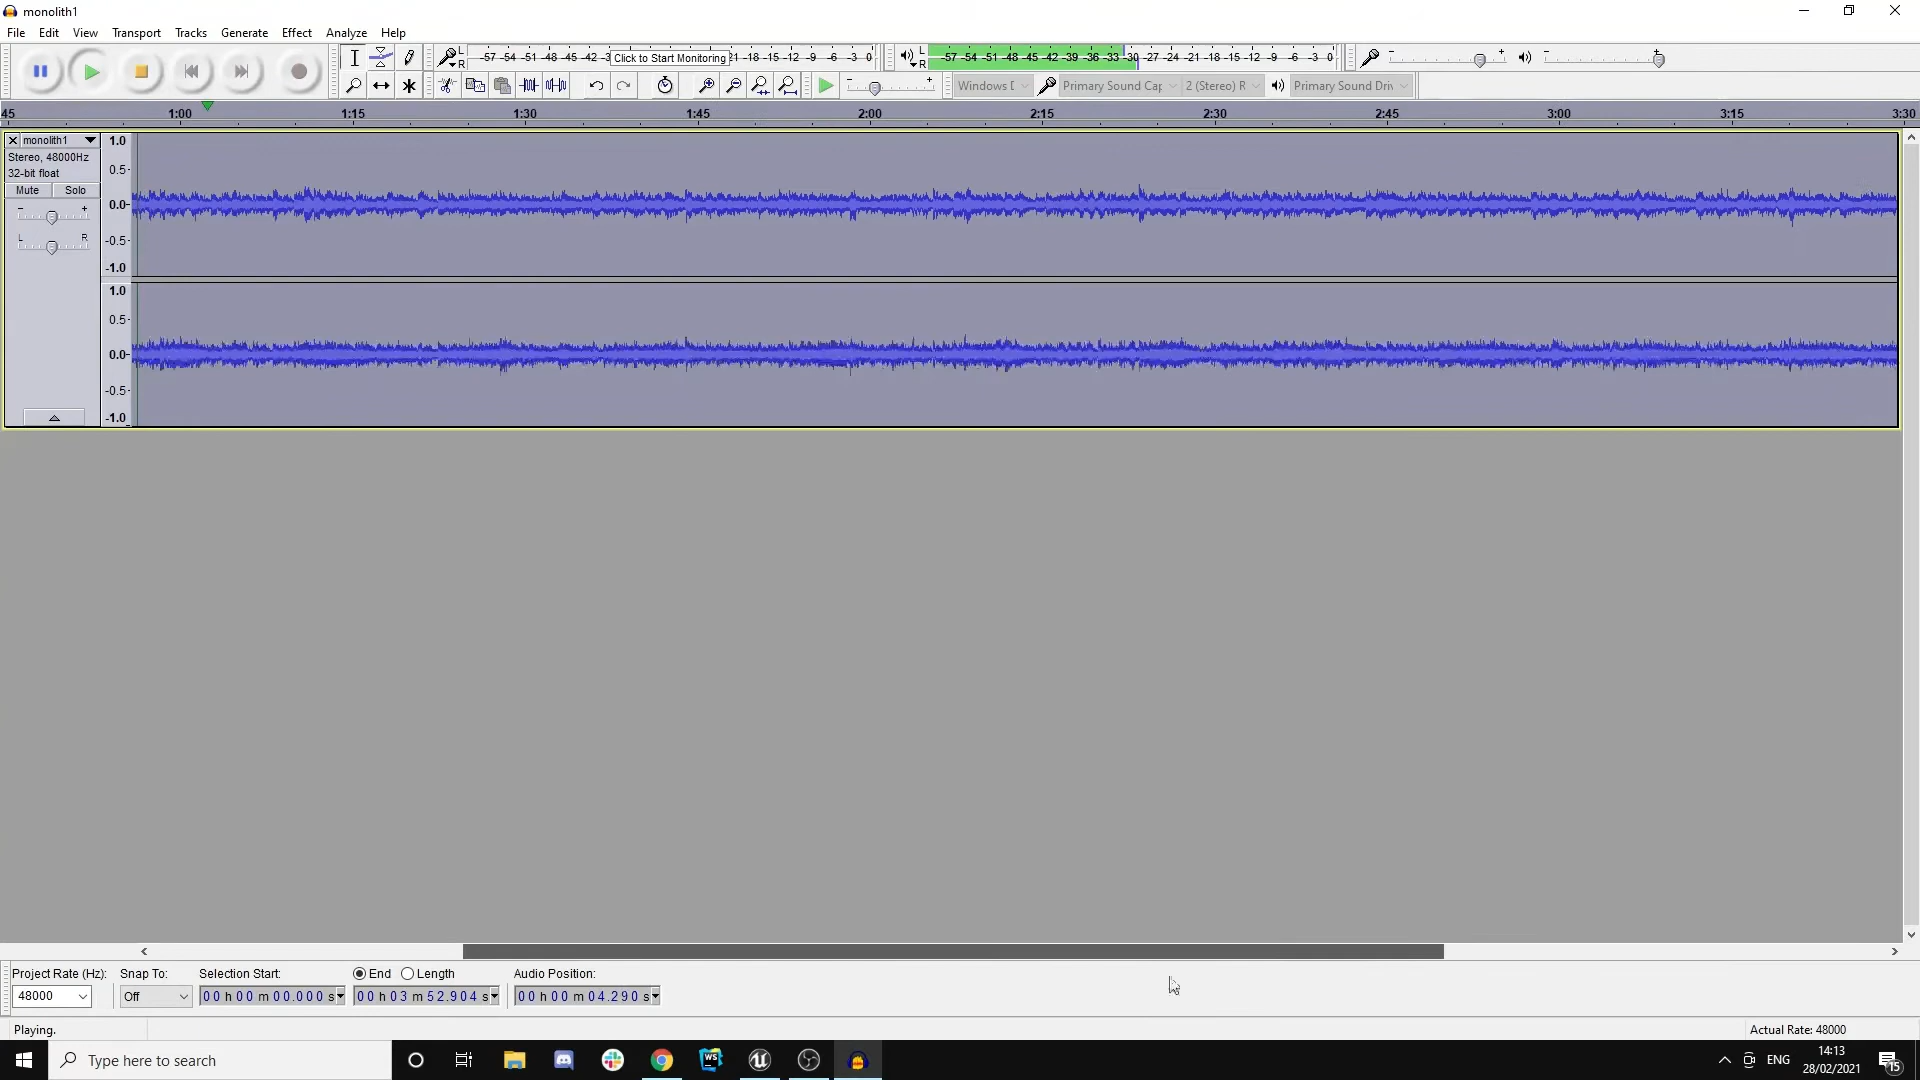 monolith1
File Edit View Transport Tracks Generate Effect Analyze Help
L R -57 -54 -51 -48 -45 -42 -3 Click to Start Monitoring 21 -18 -15 -12 -9 -6 -3 0 L R -57 -54 -51 -48 -45 -42 -39 -36 -33 -30 -27 -24 -21 -18 -15 -12 -9 -6 -3 0
Primary Sound Cap 2 (Stereo) R Primary Sound Driv
45 1:00 1:15 1:30 1:45 2:00 2:15 2:30 2:45 3:00 3:15 3:30
monolith1 1.0
Stereo, 48000Hz
32-bit float
0.5
Mute Solo
0.0
L R
-0.5
-1.0
1.0
0.5
0.0
-0.5
-1.0
Project Rate (Hz): Snap To: Selection Start: End Length Audio Position:
48000 Off 00 h 00 m 00.000 s 00 h 03 m 52.904 s 00 h 00 m 04.290 s
Playing. Actual Rate: 48000
Type here to search WS ENG 14:13
28/02/2021 15